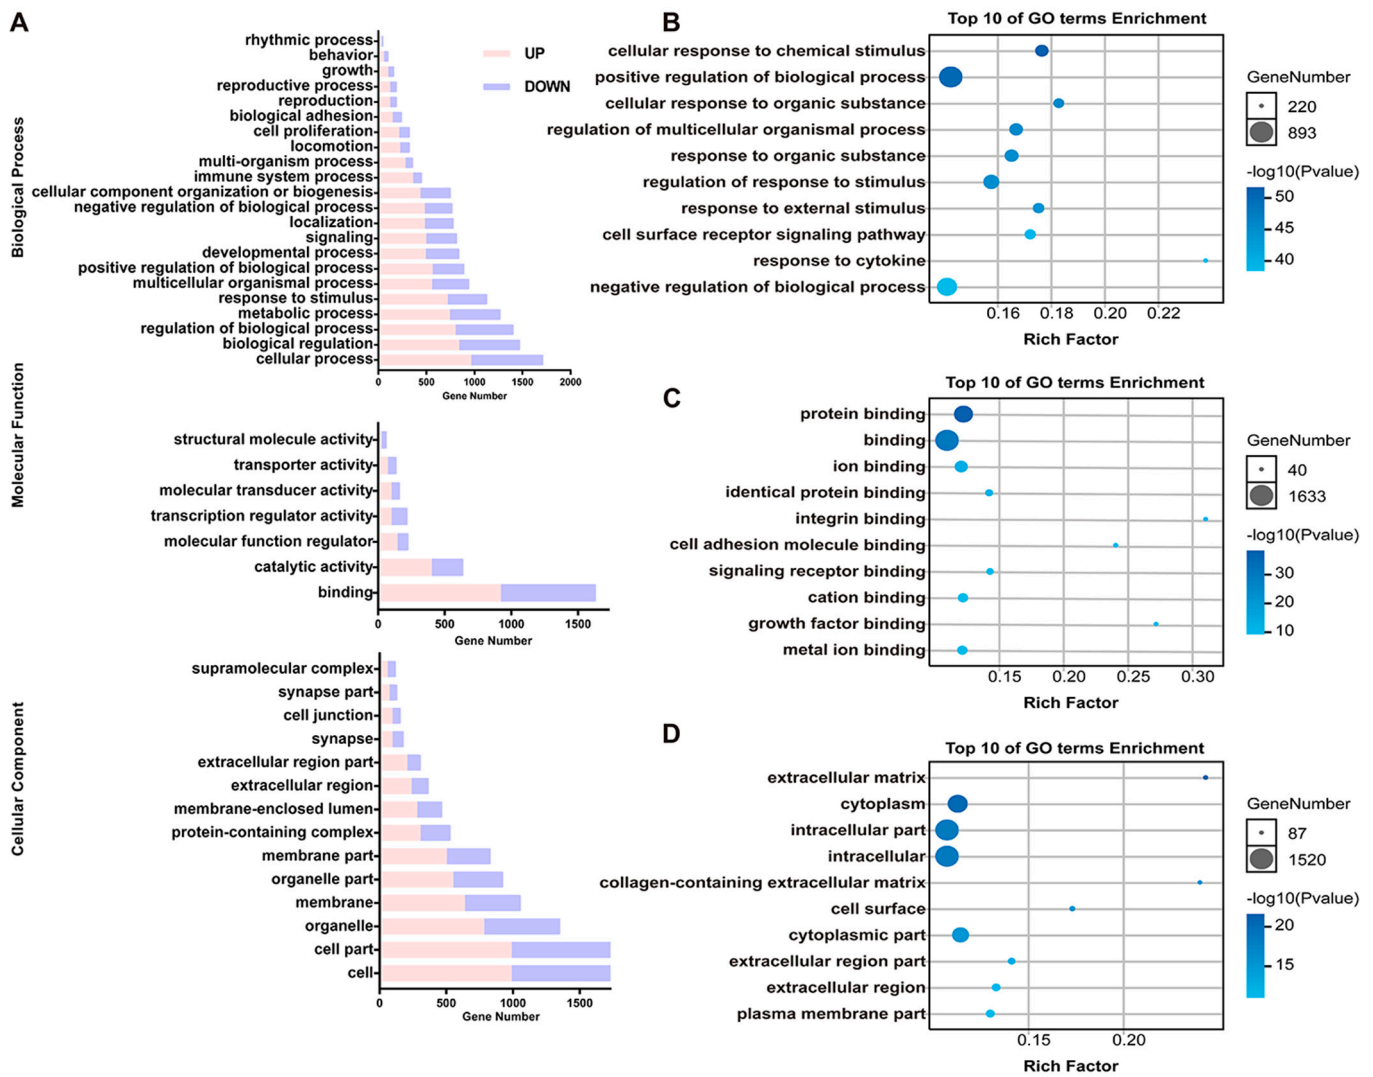 A
Biological Process
rhythmic process
behavior
growth
reproductive process
reproduction
biological adhesion
cell proliferation
locomotion
multi-organism process
immune system process
cellular component organization or biogenesis
negative regulation of biological process
localization
signaling
developmental process
positive regulation of biological process
multicellular organismal process
response to stimulus
metabolic process
regulation of biological process
biological regulation
cellular process
UP
DOWN
0 500 1000 1500 2000
Gene Number
Molecular Function
structural molecule activity
transporter activity
molecular transducer activity
transcription regulator activity
molecular function regulator
catalytic activity
binding
0 500 1000 1500
Gene Number
Cellular Component
supramolecular complex
synapse part
cell junction
synapse
extracellular region part
extracellular region
membrane-enclosed lumen
protein-containing complex
membrane part
organelle part
membrane
organelle
cell part
cell
0 500 1000 1500
Gene Number
B
Top 10 of GO terms Enrichment
cellular response to chemical stimulus
positive regulation of biological process
cellular response to organic substance
regulation of multicellular organismal process
response to organic substance
regulation of response to stimulus
response to external stimulus
cell surface receptor signaling pathway
response to cytokine
negative regulation of biological process
0.16 0.18 0.20 0.22
Rich Factor
GeneNumber
220
893
-log10(Pvalue)
50
45
40
C
Top 10 of GO terms Enrichment
protein binding
binding
ion binding
identical protein binding
integrin binding
cell adhesion molecule binding
signaling receptor binding
cation binding
growth factor binding
metal ion binding
0.15 0.20 0.25 0.30
Rich Factor
GeneNumber
40
1633
-log10(Pvalue)
30
20
10
D
Top 10 of GO terms Enrichment
extracellular matrix
cytoplasm
intracellular part
intracellular
collagen-containing extracellular matrix
cell surface
cytoplasmic part
extracellular region part
extracellular region
plasma membrane part
0.15 0.20
Rich Factor
GeneNumber
87
1520
-log10(Pvalue)
20
15